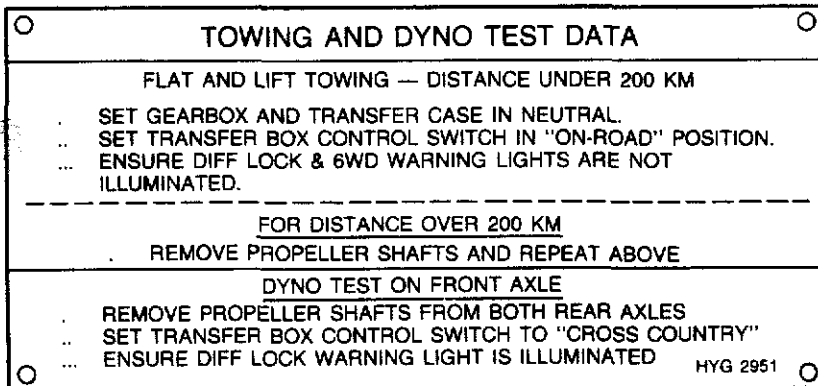 TOWING AND DYNO TEST DATA
FLAT AND LIFT TOWING — DISTANCE UNDER 200 KM
. SET GEARBOX AND TRANSFER CASE IN NEUTRAL.
.. SET TRANSFER BOX CONTROL SWITCH IN "ON-ROAD" POSITION.
... ENSURE DIFF LOCK & 6WD WARNING LIGHTS ARE NOT
ILLUMINATED.
FOR DISTANCE OVER 200 KM
. REMOVE PROPELLER SHAFTS AND REPEAT ABOVE
DYNO TEST ON FRONT AXLE
. REMOVE PROPELLER SHAFTS FROM BOTH REAR AXLES
.. SET TRANSFER BOX CONTROL SWITCH TO "CROSS COUNTRY"
... ENSURE DIFF LOCK WARNING LIGHT IS ILLUMINATED
HYG 2951